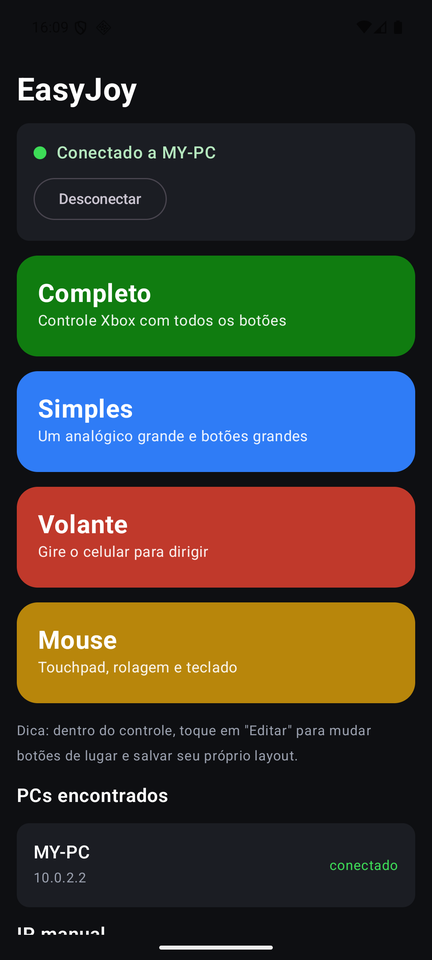 16:09
EasyJoy
Conectado a MY-PC
Desconectar
Completo
Controle Xbox com todos os botões
Simples
Um analógico grande e botões grandes
Volante
Gire o celular para dirigir
Mouse
Touchpad, rolagem e teclado
Dica: dentro do controle, toque em "Editar" para mudar
botões de lugar e salvar seu próprio layout.
PCs encontrados
MY-PC
conectado
10.0.2.2
IP manual